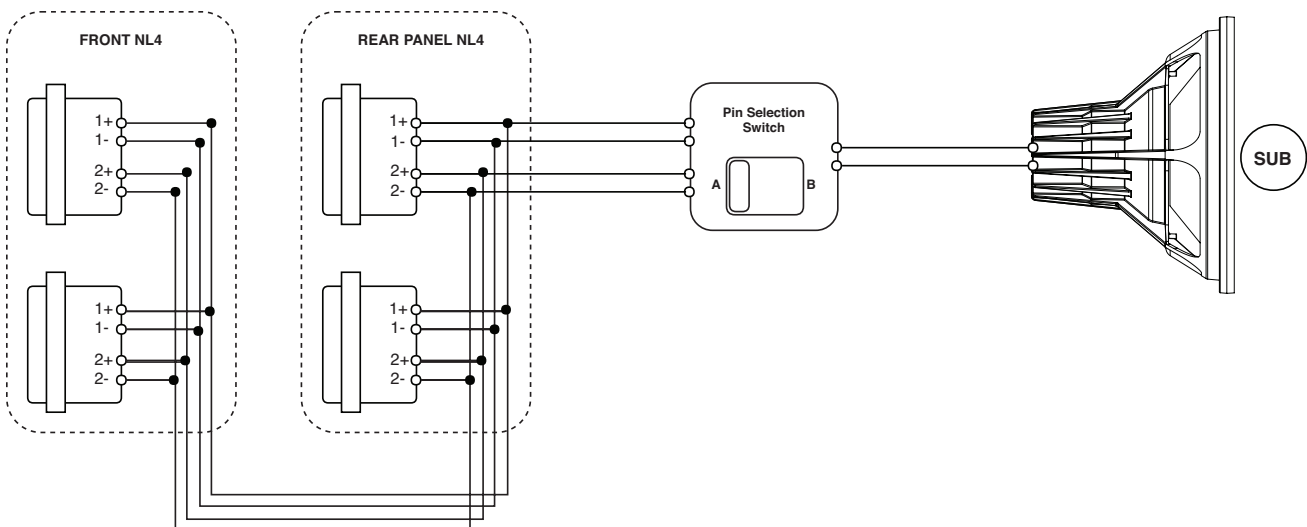 FRONT NL4
1+
1-
2+
2-
1+
1-
2+
2-
REAR PANEL NL4
1+
1-
2+
2-
1+
1-
2+
2-
Pin Selection
Switch
A
B
SUB